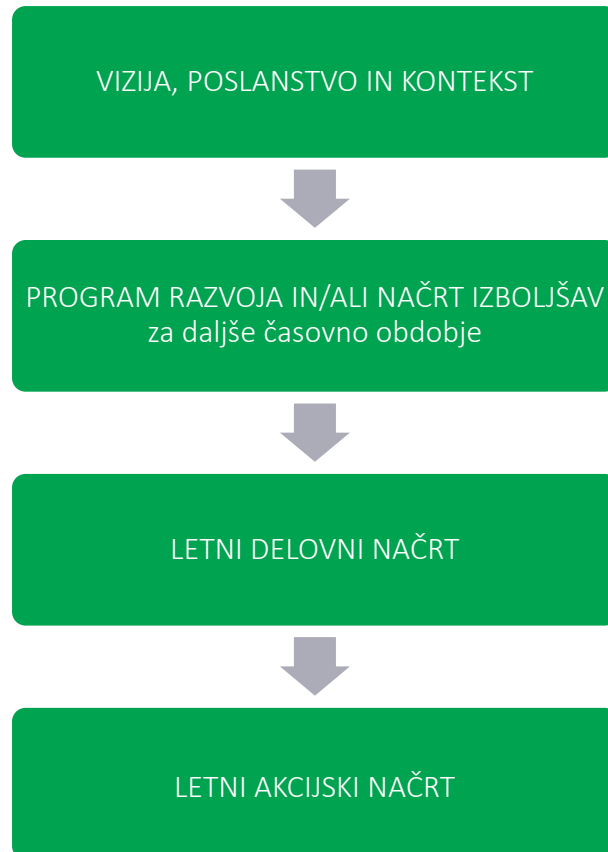 VIZIJA, POSLANSTVO IN KONTEKST
PROGRAM RAZVOJA IN/ALI NAČRT IZBOLJŠAV
za daljše časovno obdobje
LETNI DELOVNI NAČRT
LETNI AKCIJSKI NAČRT